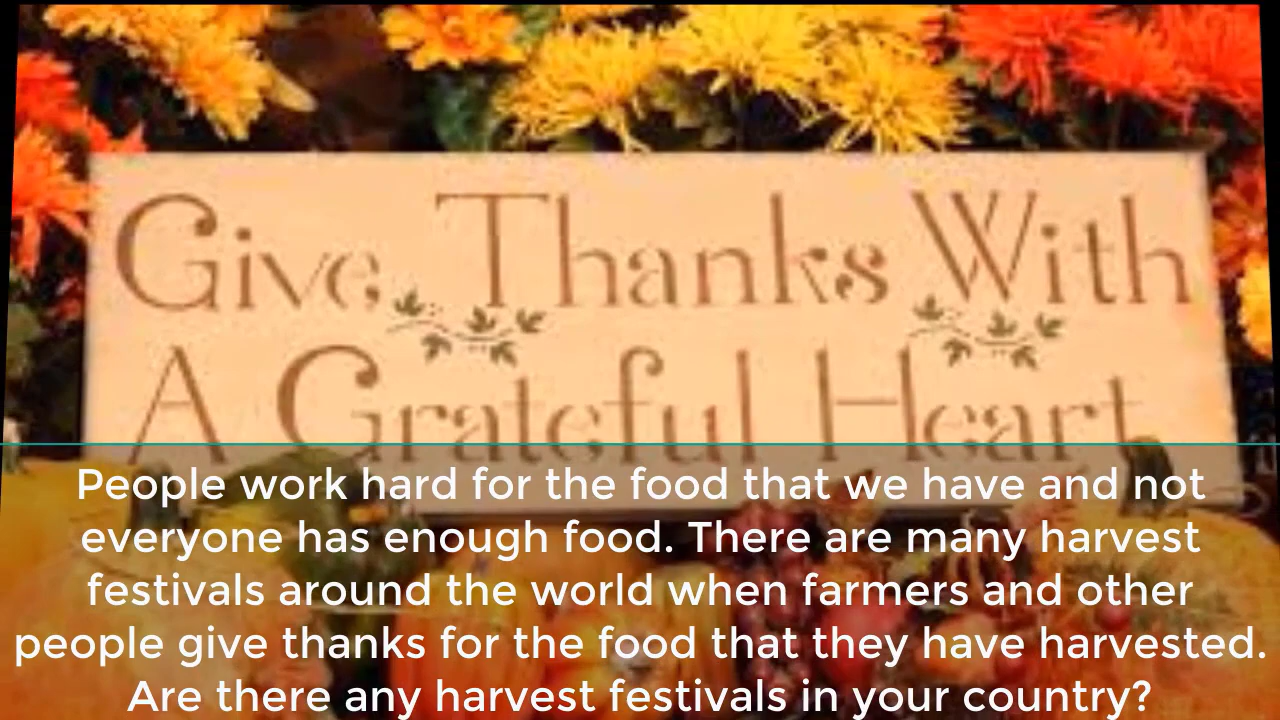 Give Thanks With
A Grateful Heart
People work hard for the food that we have and not
everyone has enough food. There are many harvest
festivals around the world when farmers and other
people give thanks for the food that they have harvested.
Are there any harvest festivals in your country?